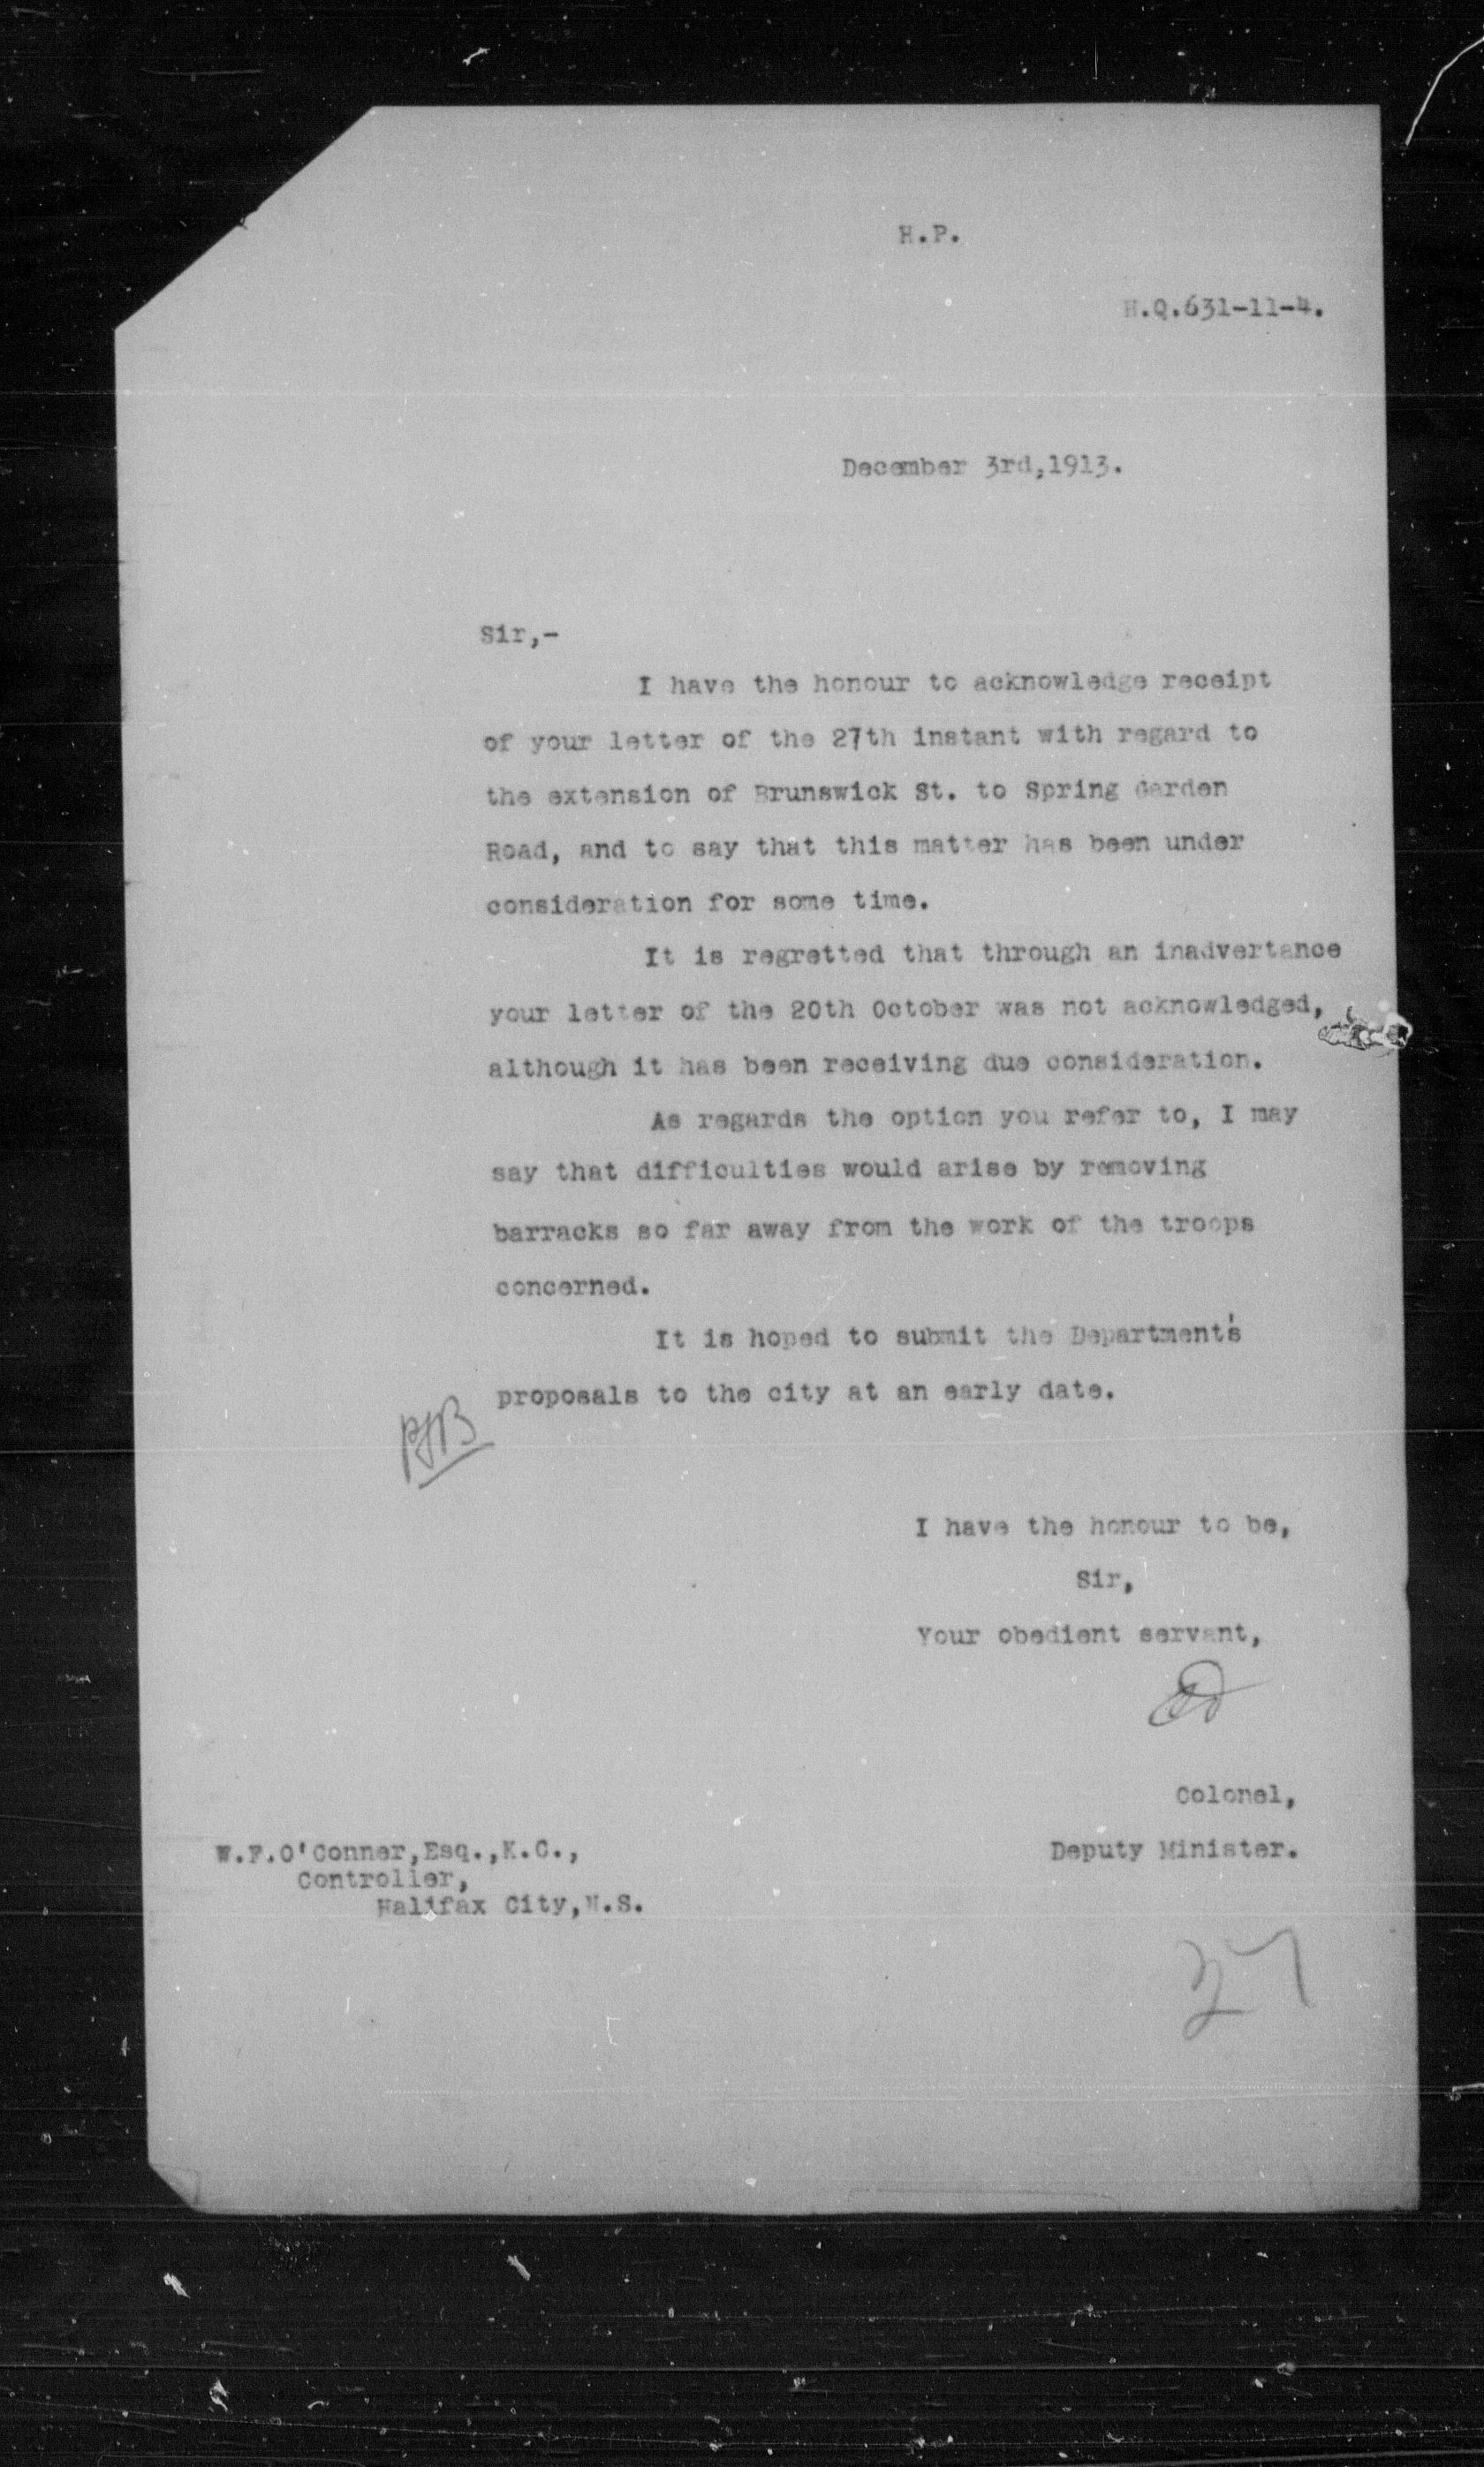 H.P.
H.Q.631-11-4.
December 3rd,1913.
Sir,-
I have the honour to acknowledge receipt
of your letter of the 27th instant with regard to
the extension of Brunswick St. to Spring Garden
Road, and to say that this matter has been under
consideration for some time.
It is regretted that through an inadvertance
your letter of the 20th October was not acknowledged,
although it has been receiving due consideration.
As regards the option you refer to, I may
say that difficulties would arise by removing
barracks so far away from the work of the troops
concerned.
It is hoped to submit the Department's
proposals to the city at an early date.
I have the honour to be,
Sir,
Your obedient servant,
Colonel,
Deputy Minister.
W.F.O'Conner,Esq.,K.C.,
Controller,
Halifax City,N.S.
27